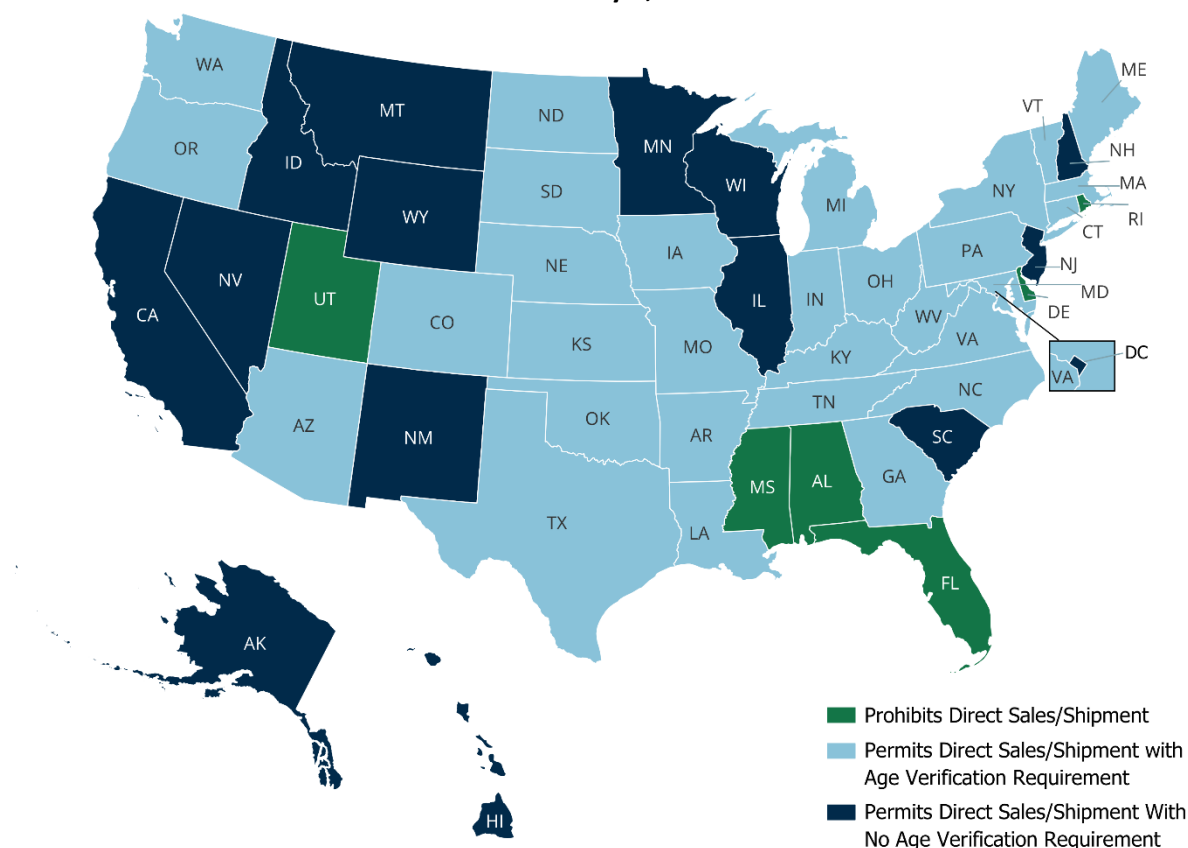 WA
MT
ND
MN
OR
ID
SD
WI
WY
MI
ME
VT
NH
NY
MA
RI
CT
PA
NJ
MD
DE
IA
NE
OH
IN
IL
NV
UT
CA
CO
KS
MO
WV
VA
KY
DC
VA
NC
TN
AZ
NM
OK
AR
SC
MS
AL
GA
TX
LA
FL
AK
HI
Prohibits Direct Sales/Shipment
Permits Direct Sales/Shipment with
Age Verification Requirement
Permits Direct Sales/Shipment With
No Age Verification Requirement